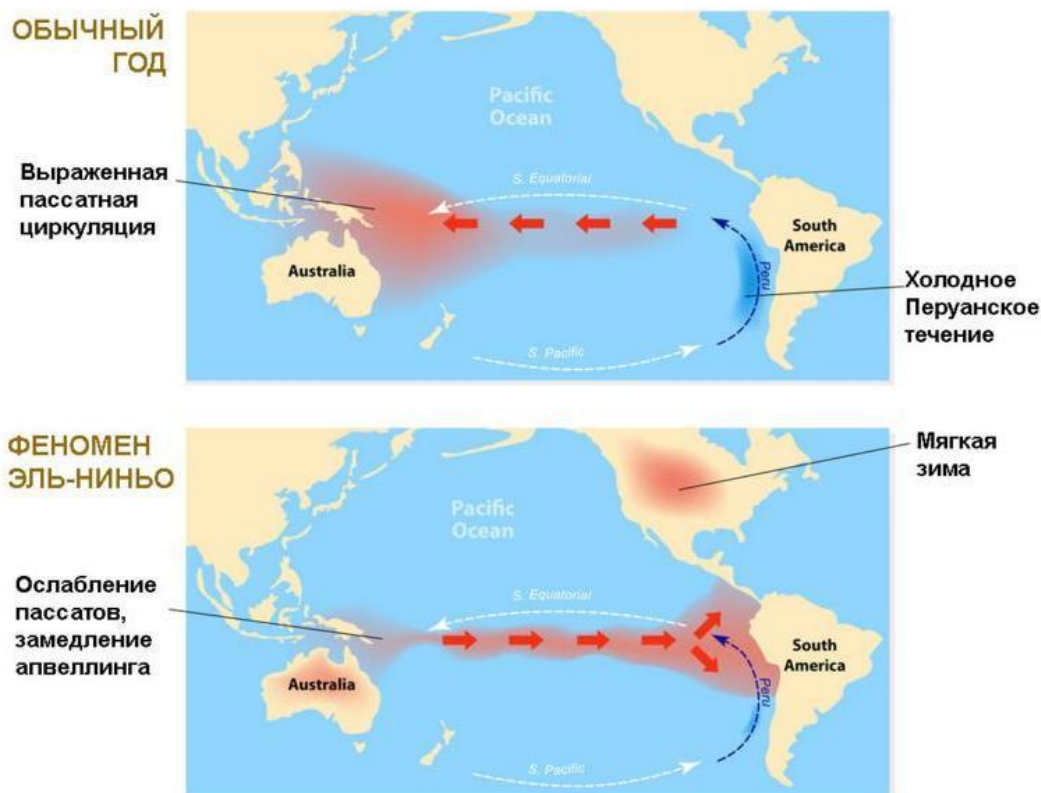 ОБЫЧНЫЙ
ГОД
Pacific
Ocean
Выраженная
пассатная
циркуляция
S. Equatorial
South
America
Australia
Peru
Холодное
Перуанское
течение
S. Pacific
ФЕНОМЕН
ЭЛЬ-НИНЬО
Мягкая
зима
Pacific
Ocean
Ослабление
пассатов,
замедление
апвеллинга
S. Equatorial
South
America
Australia
Peru
S. Pacific